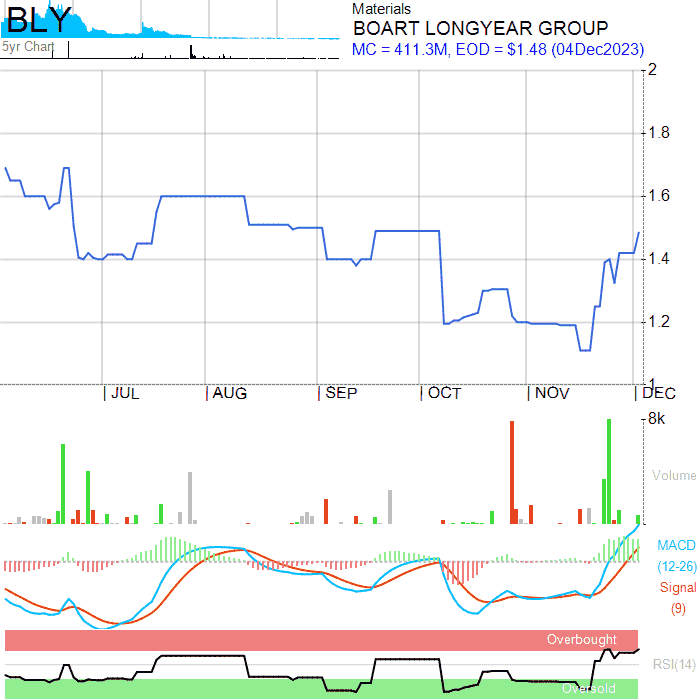 BLY
5yr Chart
Materials
BOART LONGYEAR GROUP
MC = 411.3M, EOD = $1.48 (04Dec2023)
2
1.8
1.6
1.4
1.2
1
JUL AUG SEP OCT NOV DEC
8k
Volume
MACD
(12-26)
Signal
(9)
Overbought
RSI(14)
Oversold